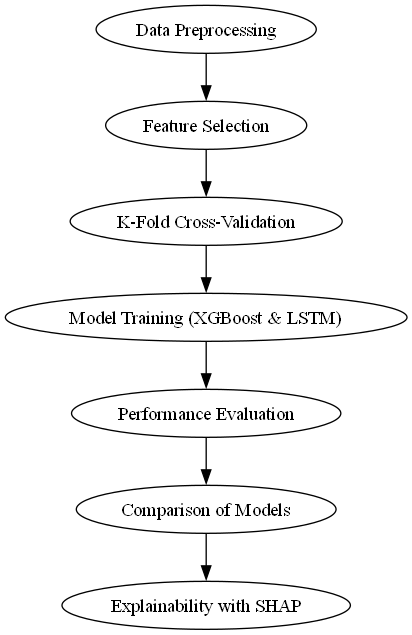 Data Preprocessing
Feature Selection
K-Fold Cross-Validation
Model Training (XGBoost & LSTM)
Performance Evaluation
Comparison of Models
Explainability with SHAP